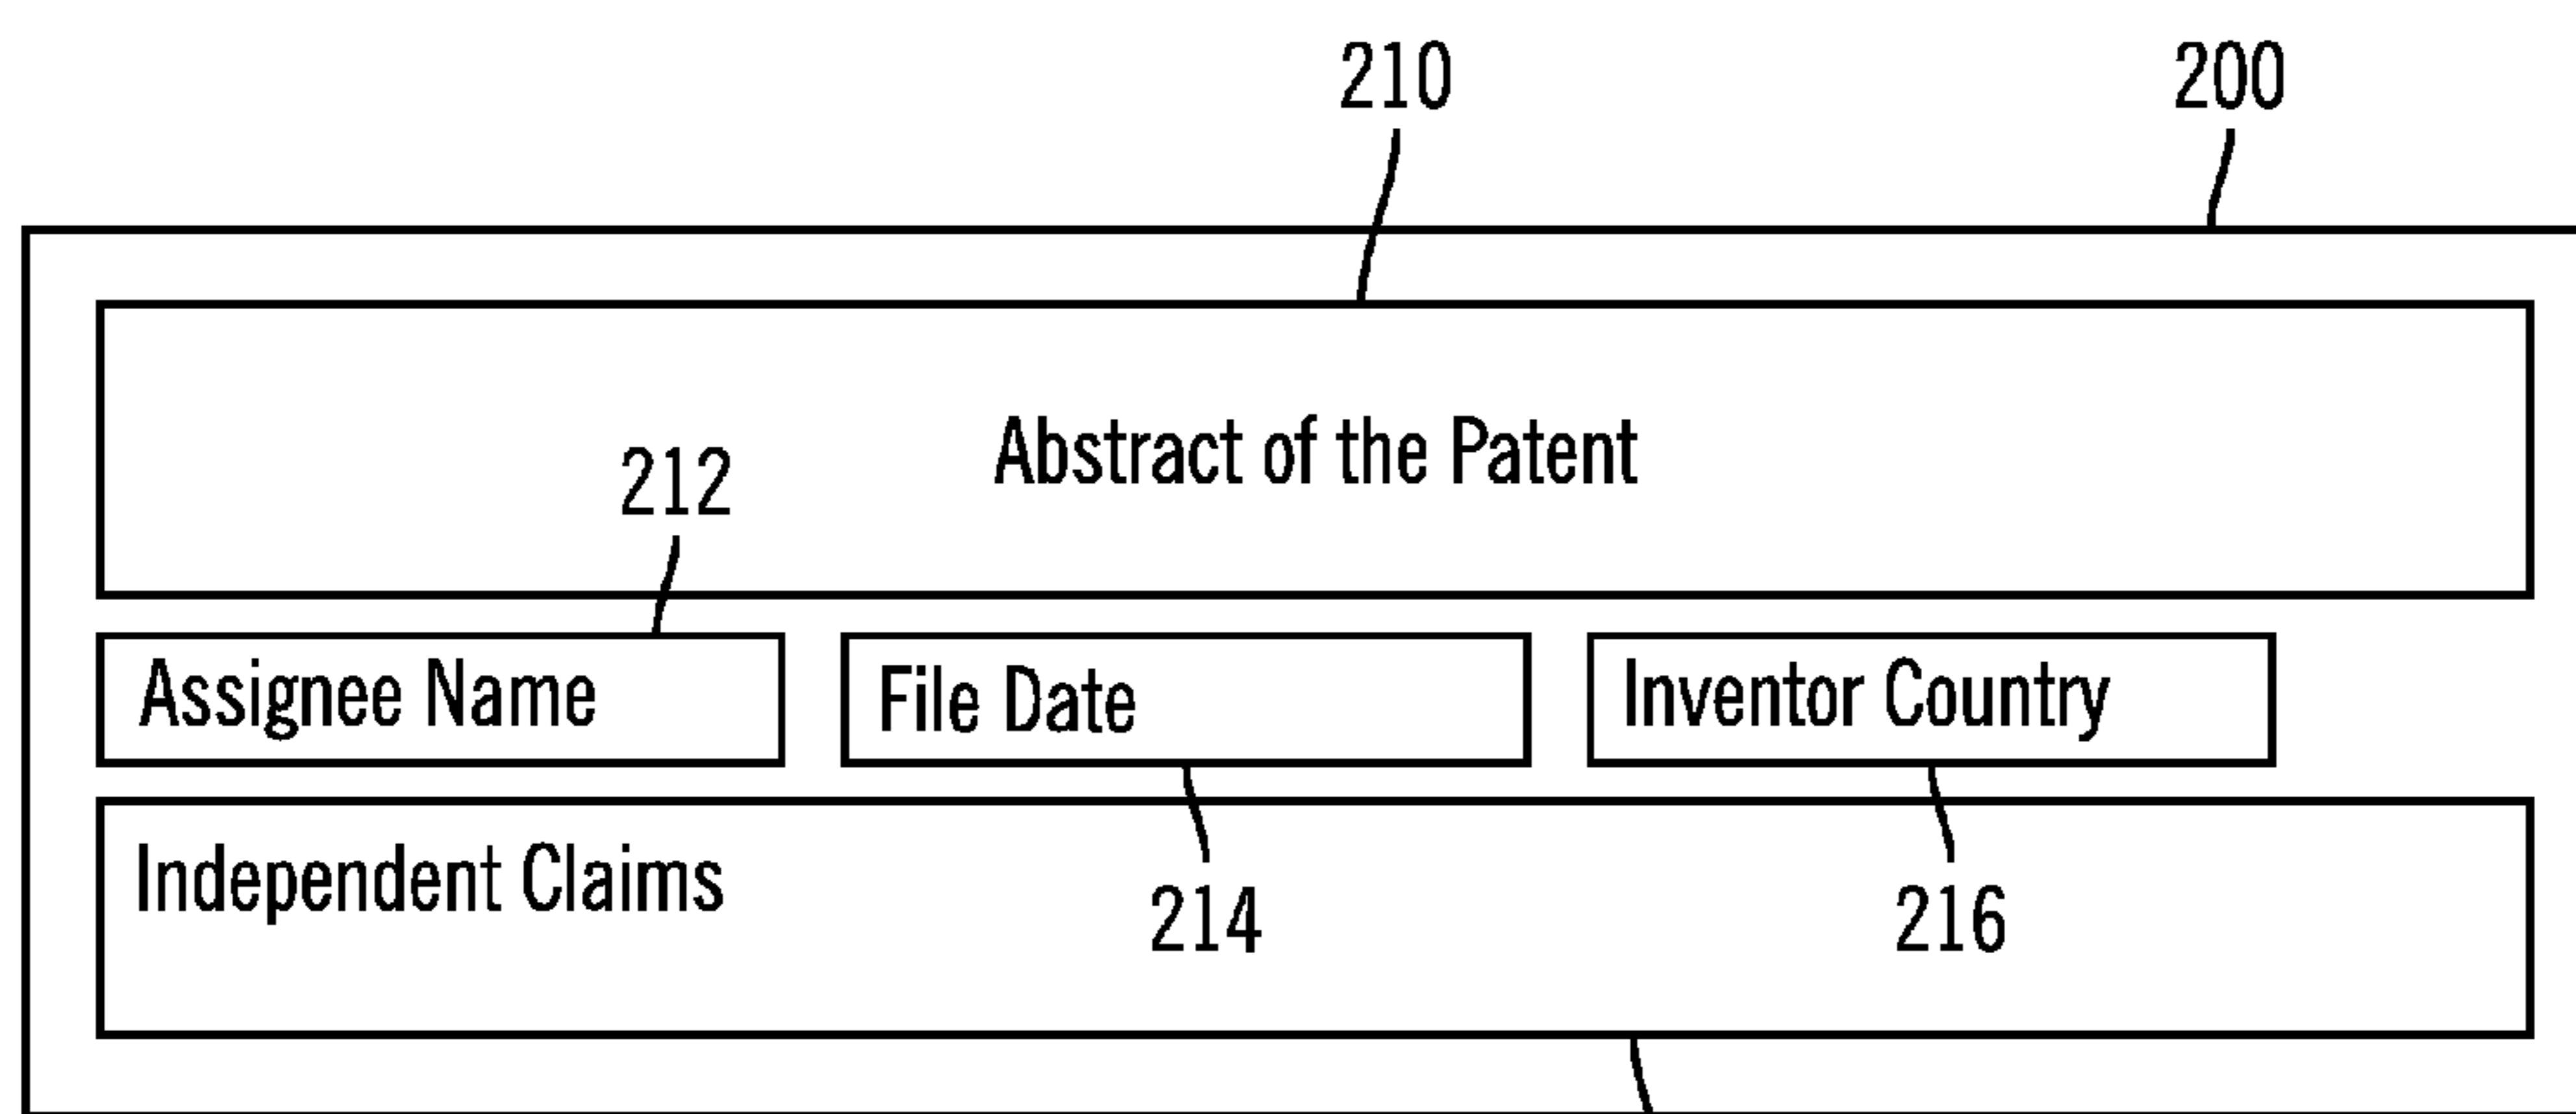 210 200
Abstract of the Patent
212
Assignee Name File Date Inventor Country
Independent Claims
214 216